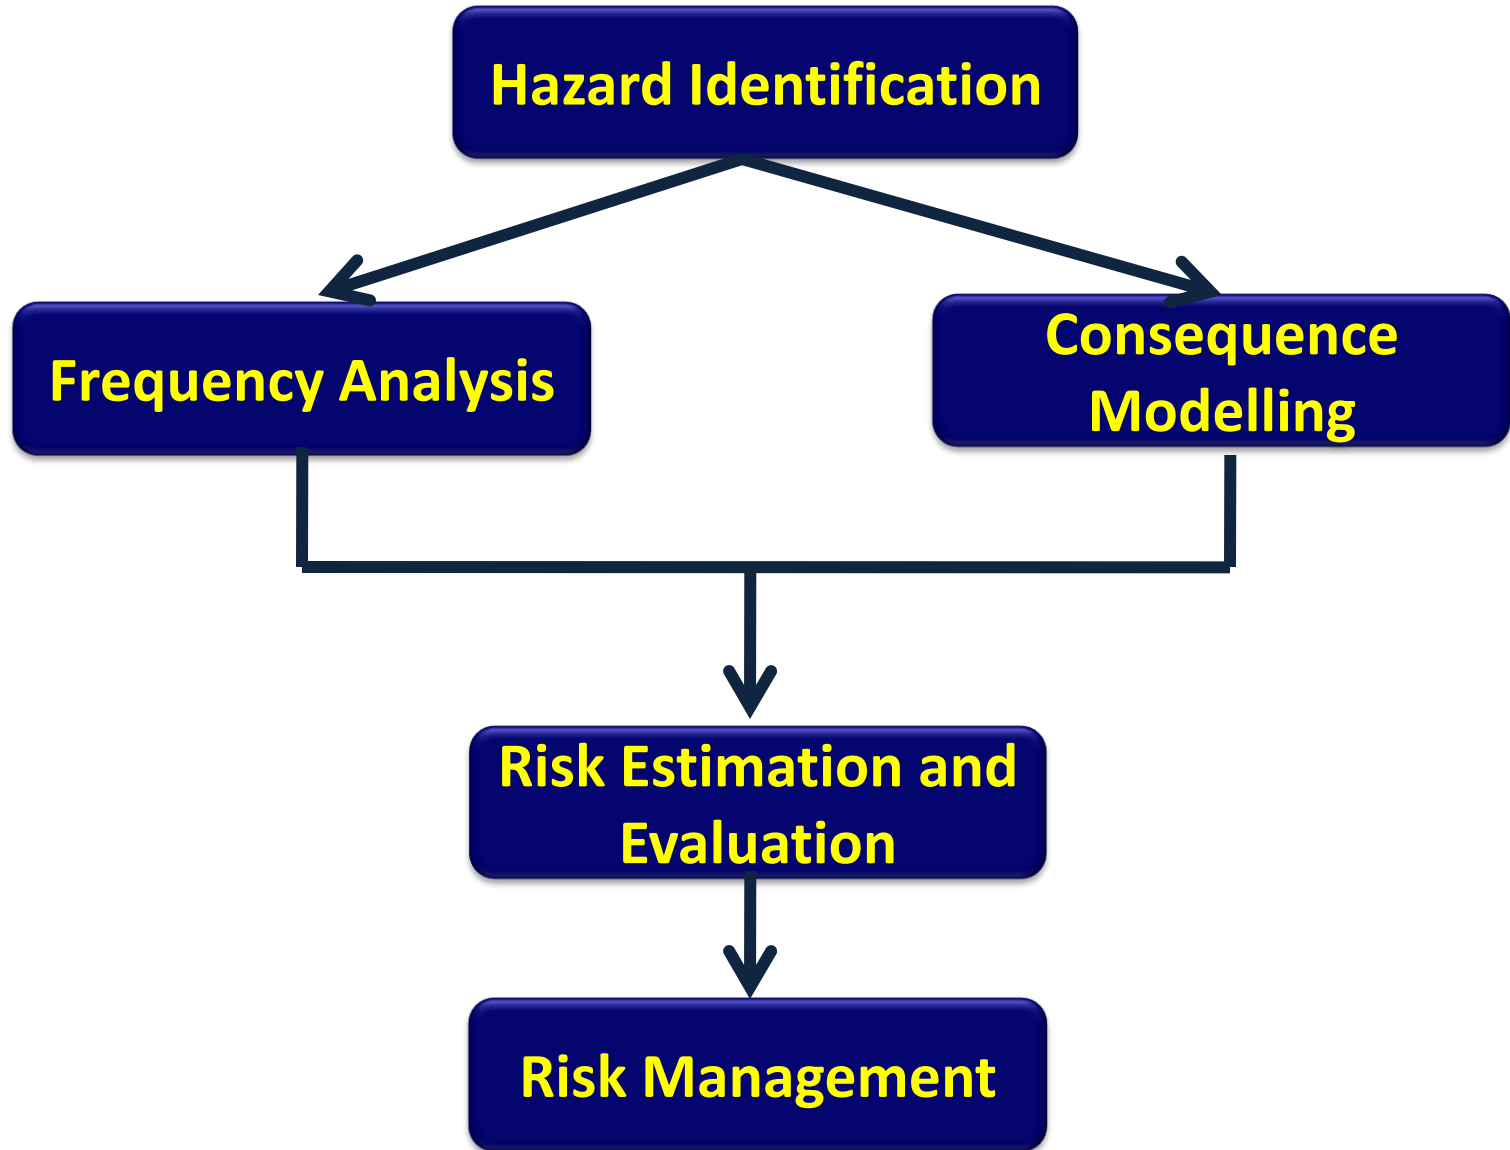 Hazard Identification
Frequency Analysis
Consequence
Modelling
Risk Estimation and
Evaluation
Risk Management